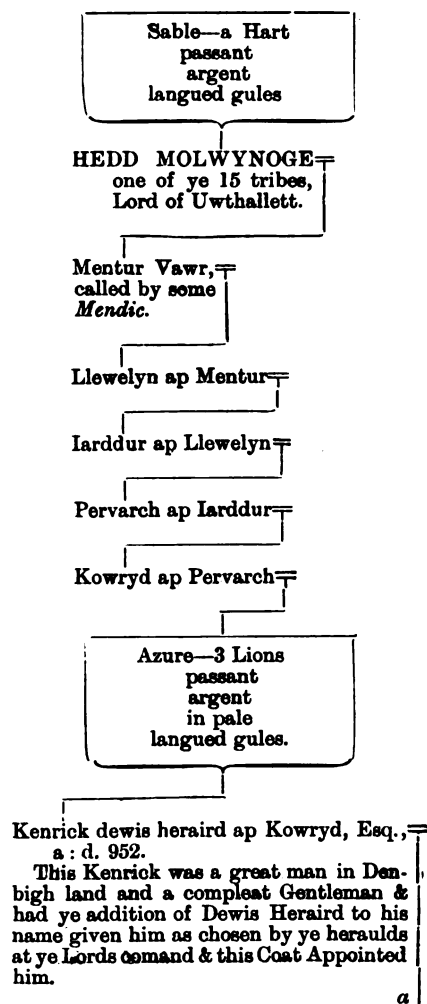 Sable—a Hart
passant
argent
langued gules
HEDD MOLWYNOGE
one of ye 15 tribes,
Lord of Uwthallett.
Mentur Vawr,
called by some
Mendic.
Llewelyn ap Mentur
Iarddur ap Llewelyn
Pervarch ap Iarddur
Kowryd ap Pervarch
Azure—3 Lions
passant
argent
in pale
langued gules.
Kenrick dewis heraird ap Kowryd, Esq.,
a : d. 952.
This Kenrick was a great man in Den-
bigh land and a compleat Gentleman &
had ye addition of Dewis Heraird to his
name given him as chosen by ye heraulds
at ye Lords comand & this Coat Appointed
him.
a